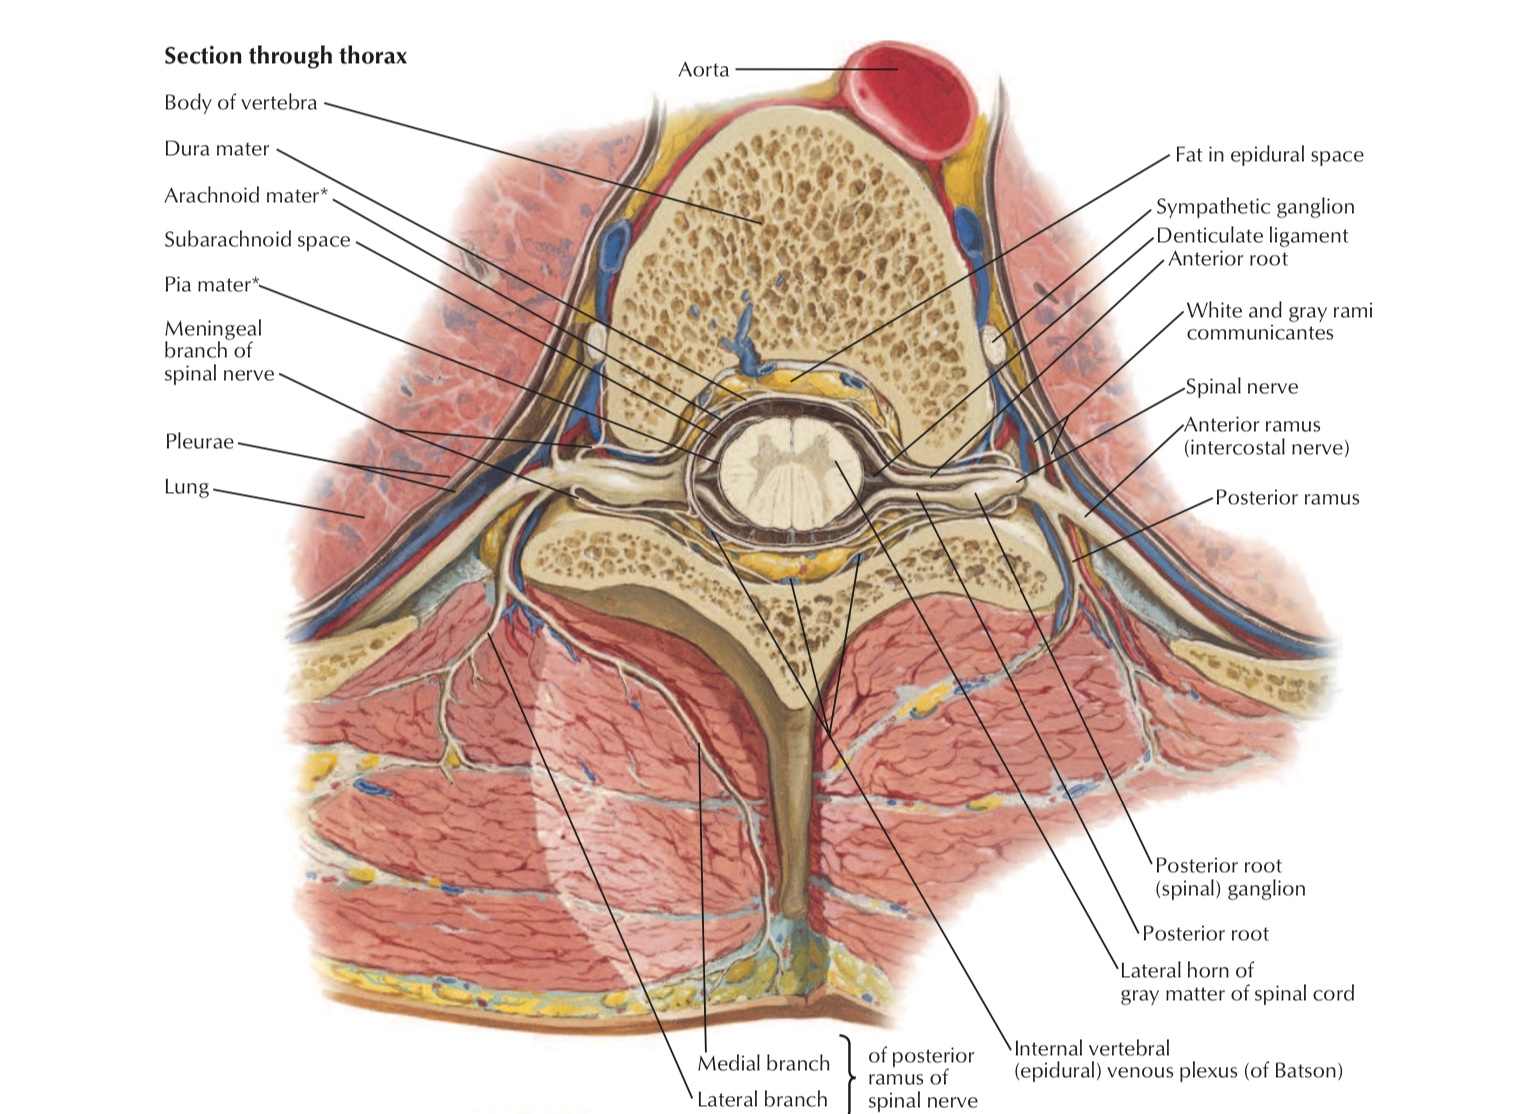 Section through thorax
Aorta
Body of vertebra
Dura mater
Arachnoid mater*
Subarachnoid space
Pia mater*
Meningeal
branch of
spinal nerve
Pleurae
Lung
Fat in epidural space
Sympathetic ganglion
Denticulate ligament
Anterior root
White and gray rami
communicantes
Spinal nerve
Anterior ramus
(intercostal nerve)
Posterior ramus
Posterior root
(spinal) ganglion
Posterior root
Lateral horn of
gray matter of spinal cord
Internal vertebral
(epidural) venous plexus (of Batson)
Medial branch
Lateral branch
of posterior
ramus of
spinal nerve